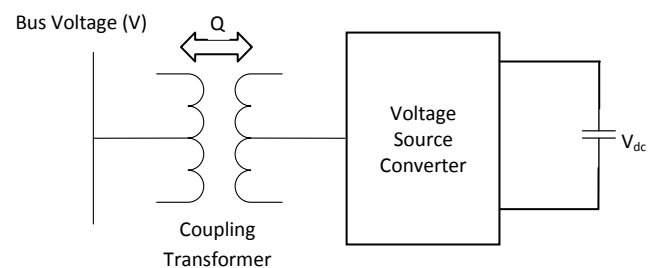 Bus Voltage (V)
Q
Voltage
Source
Converter
Vdc
Coupling
Transformer